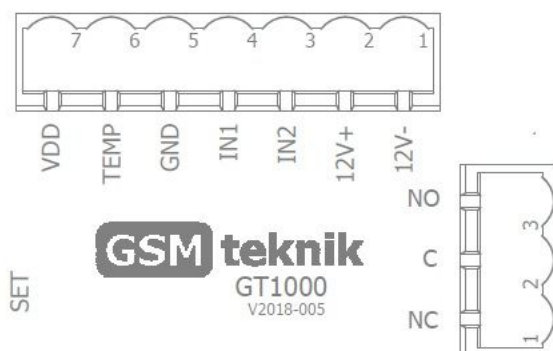 7 6 5 4 3 2 1
VDD TEMP GND IN1 IN2 12V+ 12V-
NO 3
GSM teknik
C 2
GT1000
V2018-005
SET
NC 1